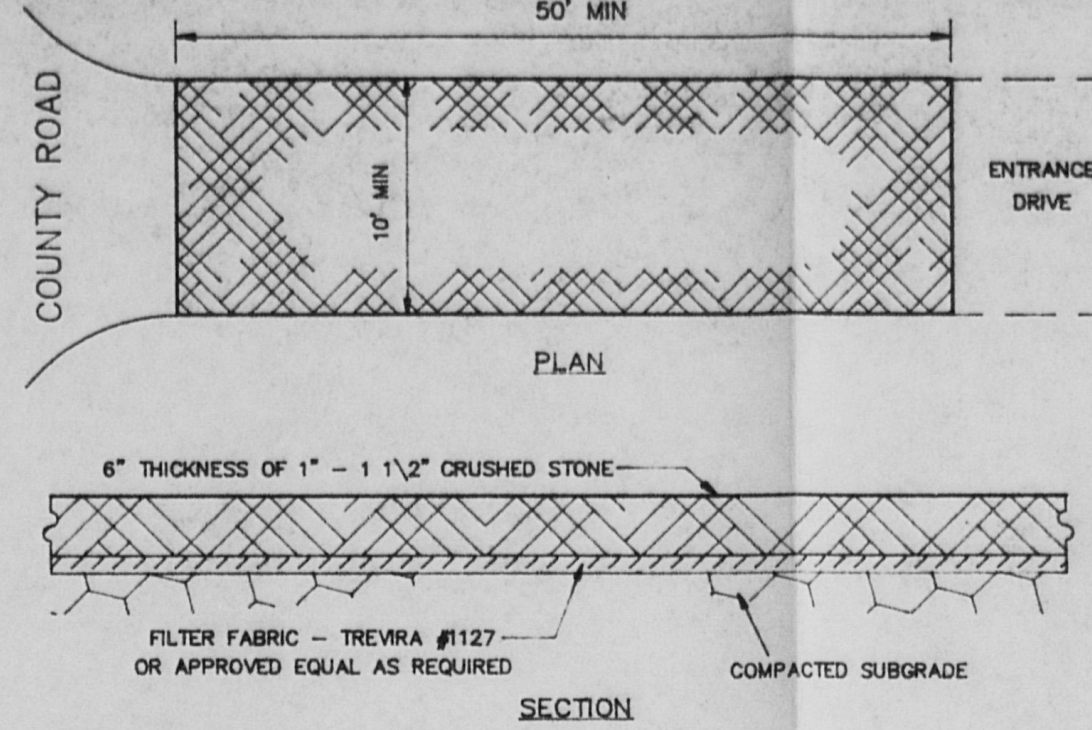 50' MIN
COUNTY ROAD
10' MIN
ENTRANCE
DRIVE
PLAN
6" THICKNESS OF 1" - 1 1\2" CRUSHED STONE
FILTER FABRIC - TREVIRA #1127
OR APPROVED EQUAL AS REQUIRED
COMPACTED SUBGRADE
SECTION